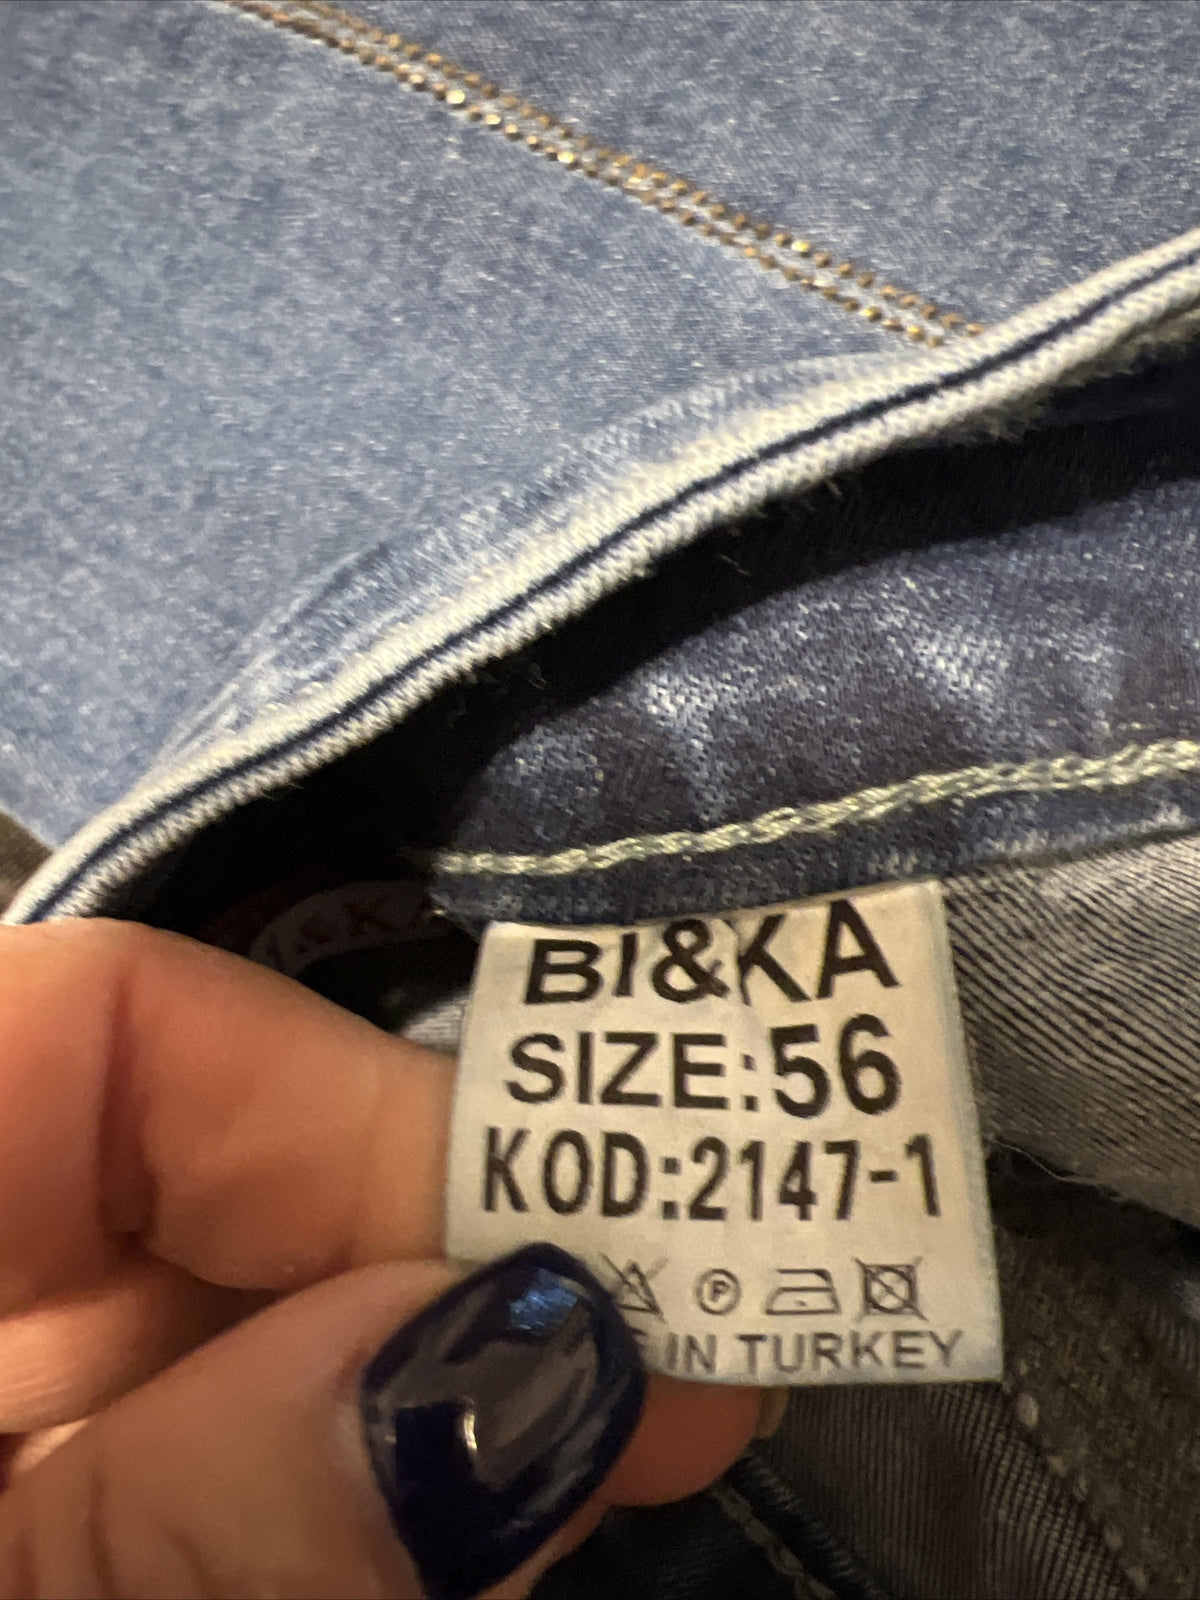 BI&KA
SIZE:56
KOD:2147-1
P
IN TURKEY